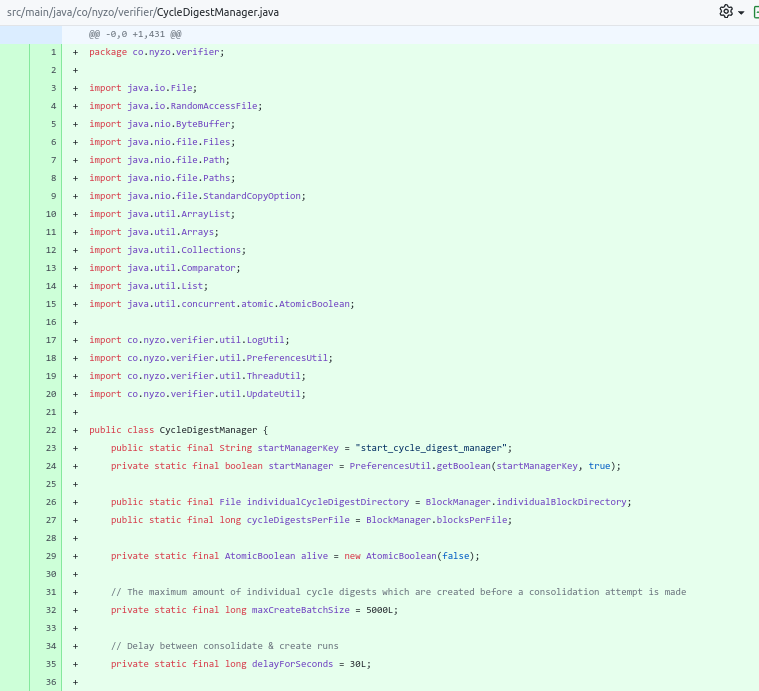 src/main/java/co/nyzo/verifier/CycleDigestManager.java
@@ -0,0 +1,431 @@
1 + package co.nyzo.verifier;
2 +
3 + import java.io.File;
4 + import java.io.RandomAccessFile;
5 + import java.nio.ByteBuffer;
6 + import java.nio.file.Files;
7 + import java.nio.file.Path;
8 + import java.nio.file.Paths;
9 + import java.nio.file.StandardCopyOption;
10 + import java.util.ArrayList;
11 + import java.util.Arrays;
12 + import java.util.Collections;
13 + import java.util.Comparator;
14 + import java.util.List;
15 + import java.util.concurrent.atomic.AtomicBoolean;
16 +
17 + import co.nyzo.verifier.util.LogUtil;
18 + import co.nyzo.verifier.util.PreferencesUtil;
19 + import co.nyzo.verifier.util.ThreadUtil;
20 + import co.nyzo.verifier.util.UpdateUtil;
21 +
22 + public class CycleDigestManager {
23 + public static final String startManagerKey = "start_cycle_digest_manager";
24 + private static final boolean startManager = PreferencesUtil.getBoolean(startManagerKey, true);
25 +
26 + public static final File individualCycleDigestDirectory = BlockManager.individualBlockDirectory;
27 + public static final long cycleDigestsPerFile = BlockManager.blocksPerFile;
28 +
29 + private static final AtomicBoolean alive = new AtomicBoolean(false);
30 +
31 + // The maximum amount of individual cycle digests which are created before a consolidation attempt is made
32 + private static final long maxCreateBatchSize = 5000L;
33 +
34 + // Delay between consolidate & create runs
35 + private static final long delayForSeconds = 30L;
36 +